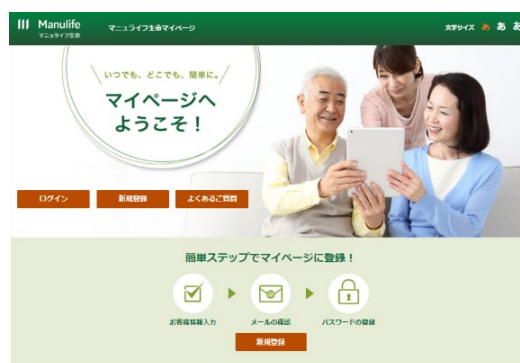 Manulife
マニュライフ生命
マニュライフ生命マイページ
文字サイズ あ あ あ
いつでも、どこでも、簡単に。
マイページへ
ようこそ!
ログイン
新規登録
よくあるご質問
簡単ステップでマイページに登録!
お客様情報入力
メールの確認
パスワードの登録
新規登録